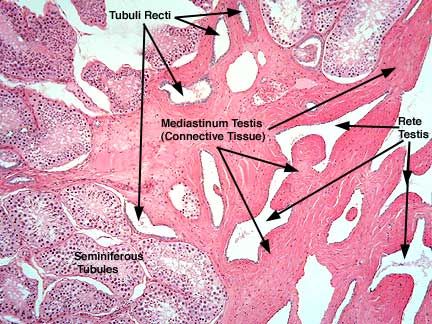 Tubuli Recti
Mediastinum Testis
(Connective Tissue)
Rete
Testis
Seminiferous
Tubules